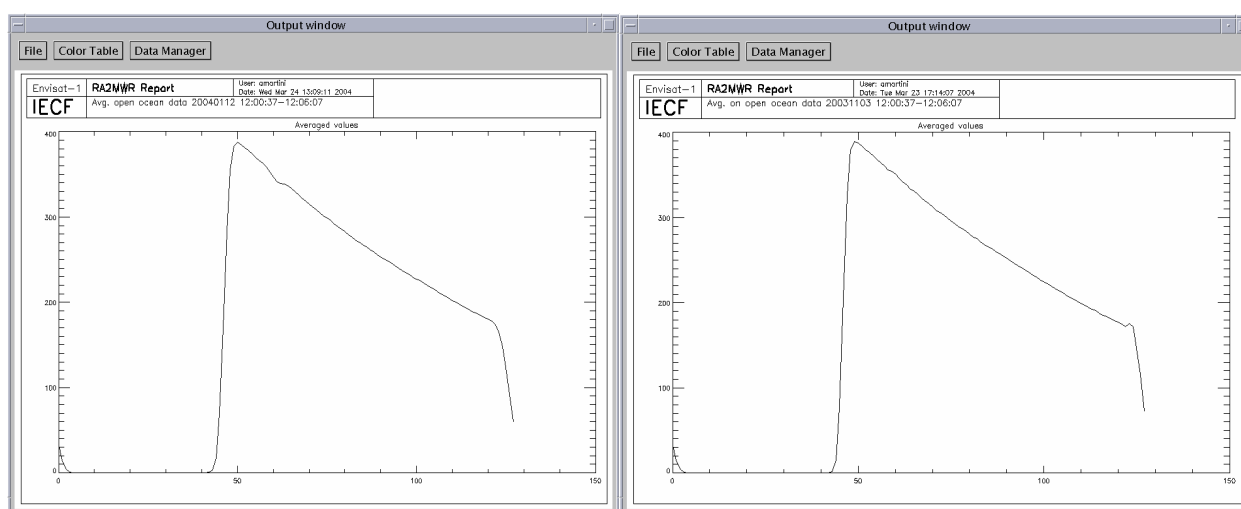 Output window
File Color Table Data Manager
Envisat-1 RA2MWR Report User: amartini
Date: Wed Mar 24 13:09:11 2004
IECF Avg. open ocean data 20040112 12:00:37-12:06:07
Averaged values
400
300
200
100
0
0 50 100 150
Output window
File Color Table Data Manager
Envisat-1 RA2MWR Report User: amartini
Date: Tue Mar 23 17:14:07 2004
IECF Avg. on open ocean data 20031103 12:00:37-12:06:07
Averaged values
400
300
200
100
0
0 50 100 150